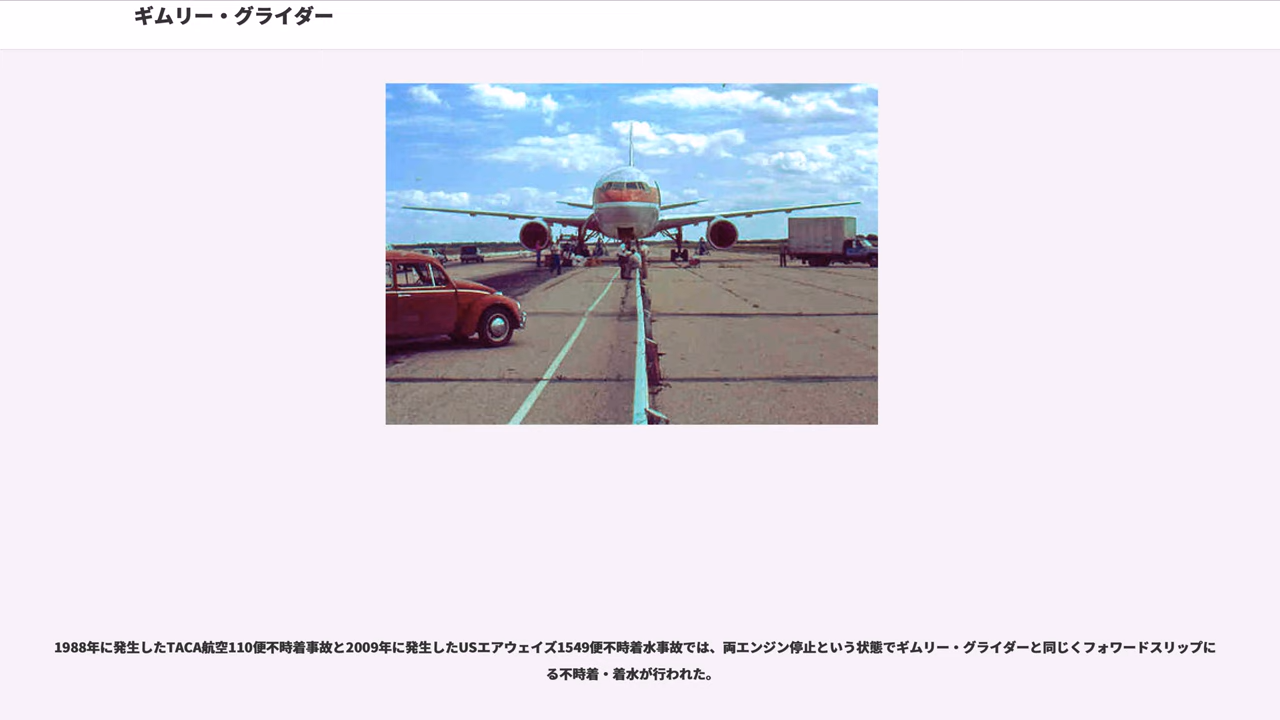 ギムリー・グライダー
1988年に発生したTACA航空110便不時着事故と2009年に発生したUSエアウェイズ1549便不時着水事故では、両エンジン停止という状態でギムリー・グライダーと同じくフォワードスリップに
る不時着・着水が行われた。